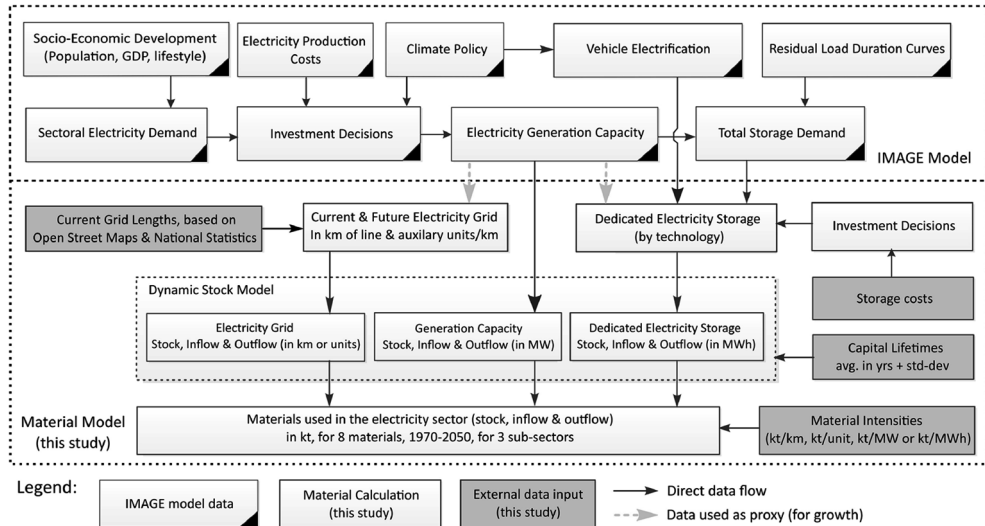 Socio-Economic Development
(Population, GDP, lifestyle)
Electricity Production
Costs
Climate Policy
Vehicle Electrification
Residual Load Duration Curves
Sectoral Electricity Demand
Investment Decisions
Electricity Generation Capacity
Total Storage Demand
IMAGE Model
Current Grid Lengths, based on
Open Street Maps & National Statistics
Current & Future Electricity Grid
In km of line & auxilary units/km
Dedicated Electricity Storage
(by technology)
Investment Decisions
Storage costs
Dynamic Stock Model
Electricity Grid
Stock, Inflow & Outflow (in km or units)
Generation Capacity
Stock, Inflow & Outflow (in MW)
Dedicated Electricity Storage
Stock, Inflow & Outflow (in MWh)
Capital Lifetimes
avg. in yrs + std-dev
Material Model
(this study)
Materials used in the electricity sector (stock, inflow & outflow)
in kt, for 8 materials, 1970-2050, for 3 sub-sectors
Material Intensities
(kt/km, kt/unit, kt/MW or kt/MWh)
Legend:
IMAGE model data
Material Calculation
(this study)
External data input
(this study)
Direct data flow
Data used as proxy (for growth)